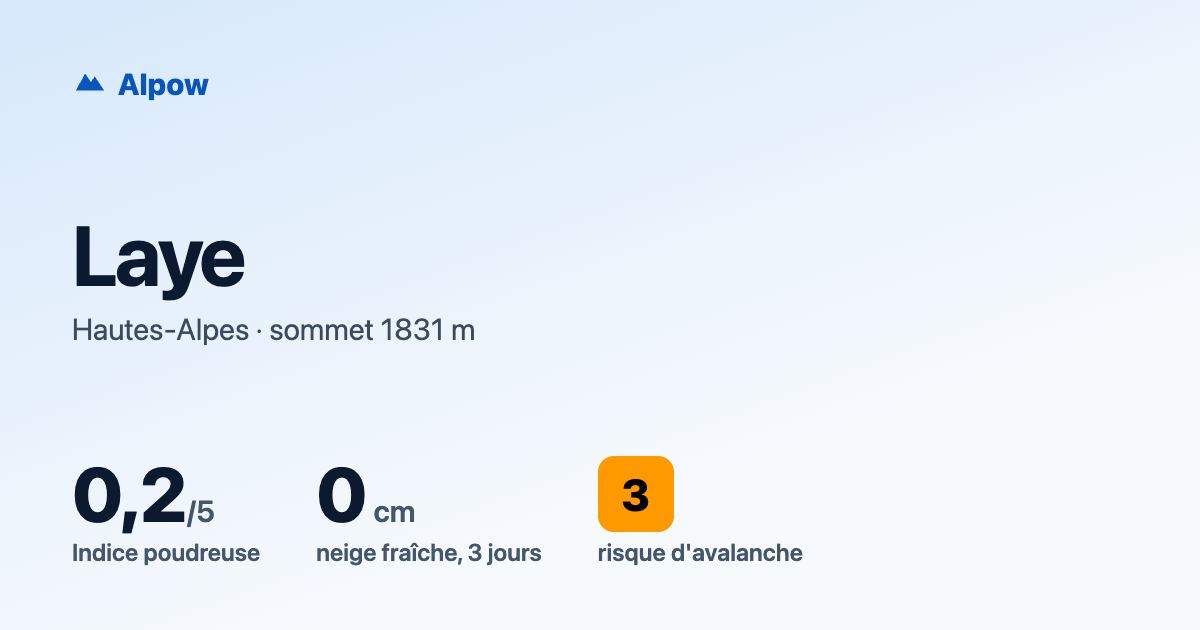 Alpow
Laye
Hautes-Alpes · sommet 1831 m
0,2/5
Indice poudreuse
0 cm
neige fraîche, 3 jours
3
risque d'avalanche